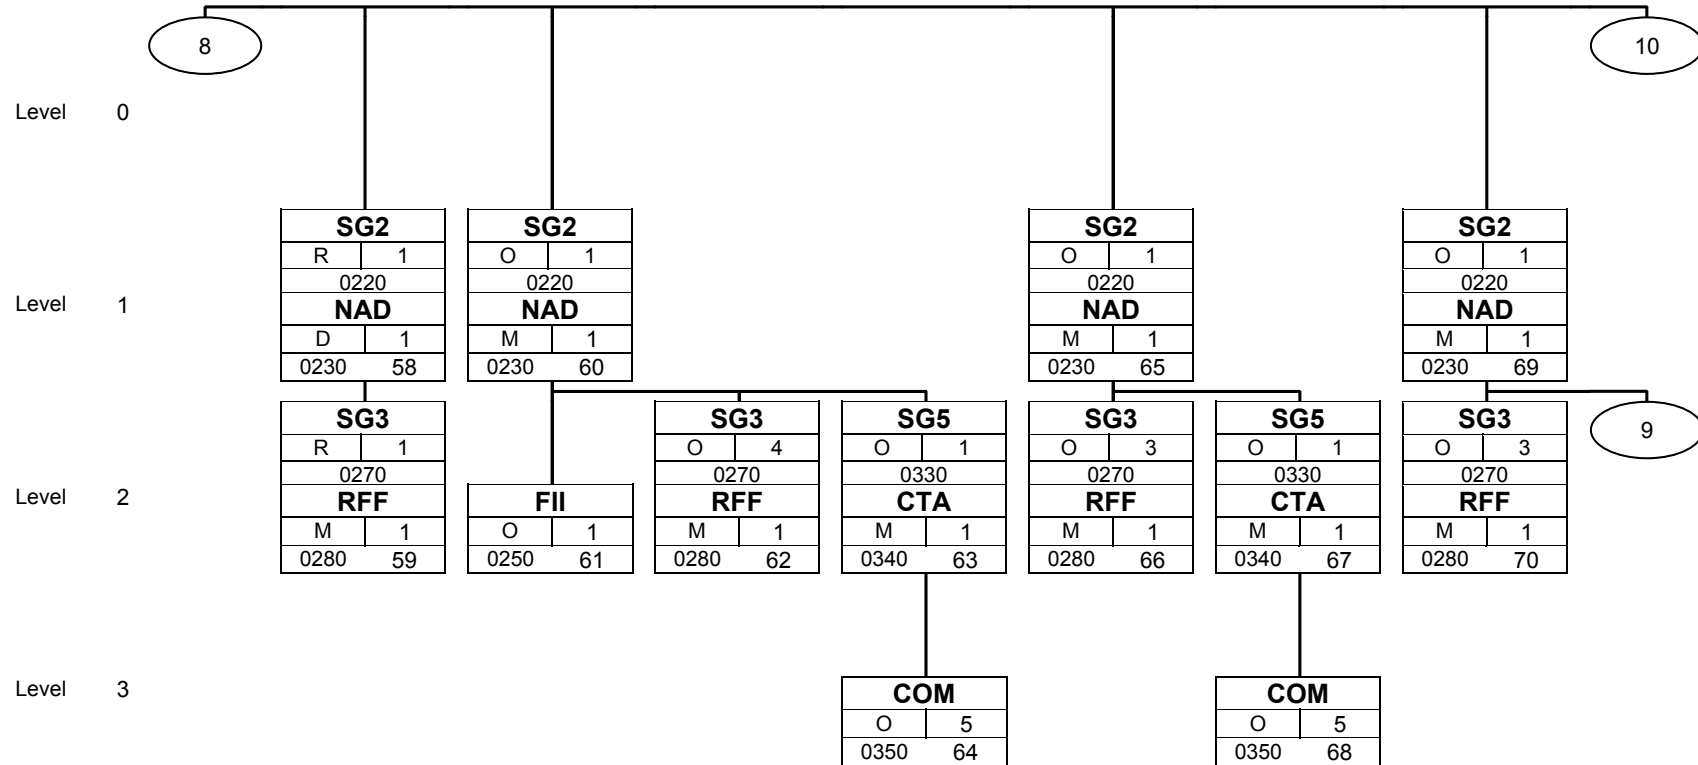 8 10
Level 0
SG2 SG2 SG2 SG2
R 1 O 1 O 1 O 1
0220 0220 0220 0220
Level 1
NAD NAD NAD NAD
D 1 M 1 M 1 M 1
0230 58 0230 60 0230 65 0230 69
SG3 SG3 SG5 SG3 SG5 SG3 9
R 1 O 4 O 1 O 3 O 1 O 3
0270 0270 0330 0270 0330 0270
Level 2
RFF FII RFF CTA RFF CTA RFF
M 1 O 1 M 1 M 1 M 1 M 1 M 1
0280 59 0250 61 0280 62 0340 63 0280 66 0340 67 0280 70
Level 3
COM COM
O 5 O 5
0350 64 0350 68